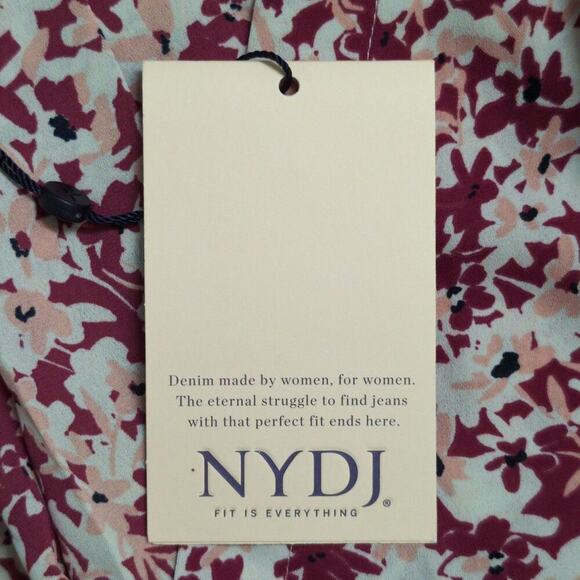 Denim made by women, for women.
The eternal struggle to find jeans
with that perfect fit ends here.
NYDJ®
FIT IS EVERYTHING